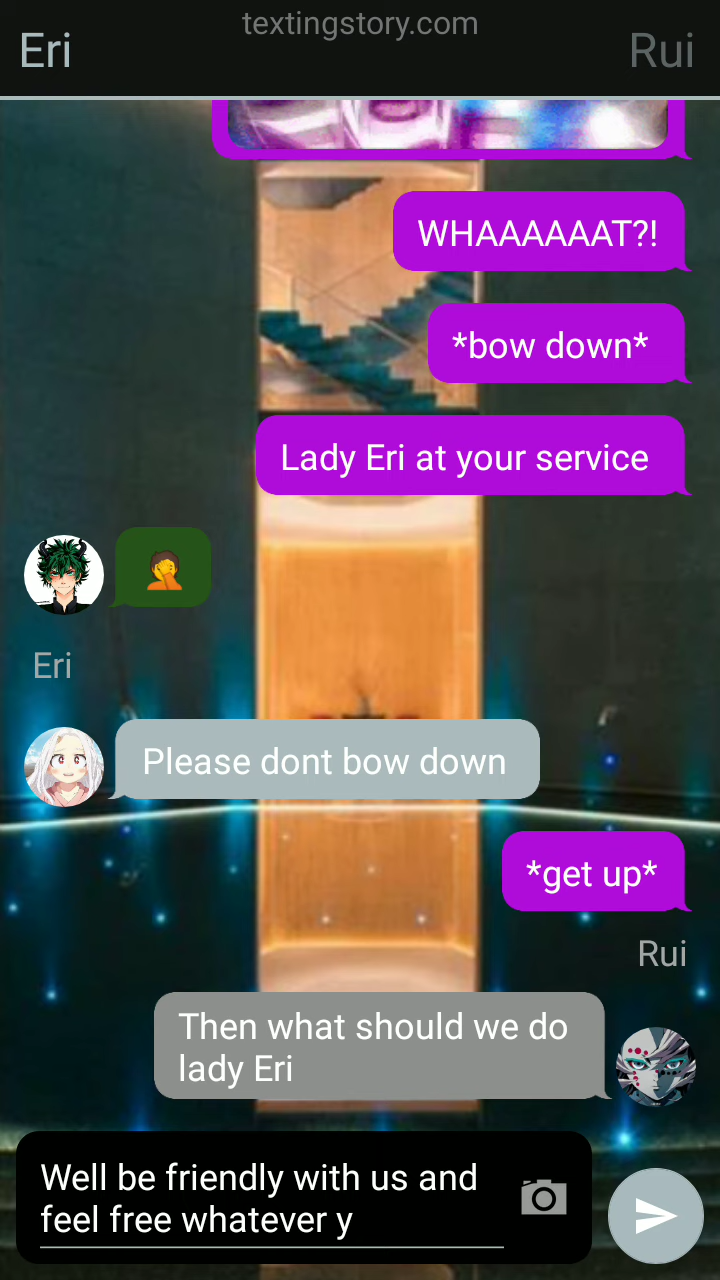 textingstory.com
Eri
Rui
WHAAAAAAT?!
*bow down*
Lady Eri at your service
Eri
Please dont bow down
*get up*
Rui
Then what should we do
lady Eri
Well be friendly with us and
feel free whatever y